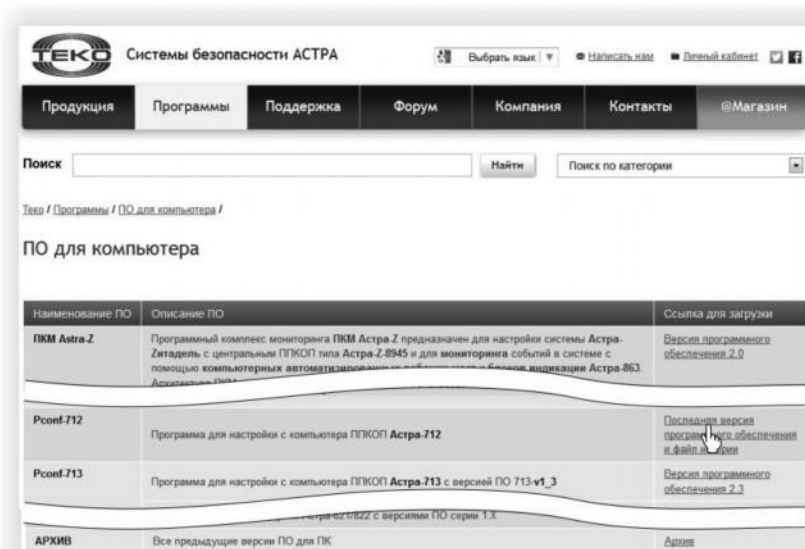 ТЕКО
Системы безопасности АСТРА
Выбрать язык
Написать нам
Личный кабинет
Продукция
Программы
Поддержка
Форум
Компания
Контакты
@Магазин
Поиск
Найти
Поиск по категории
Теко / Программы / ПО для компьютера /
ПО для компьютера
Наименование ПО
Описание ПО
Ссылка для загрузки
ПКМ Astra-Z
Программный комплекс мониторинга ПКМ Астра-Z предназначен для настройки системы Астра-
Zитадель с центральным ППКОП типа Астра-Z-8945 и для мониторинга событий в системе с
помощью компьютерных автоматизированных рабочих мест и блоков индикации Астра-863.
Версия программного
обеспечения 2.0
Pconf-712
Программа для настройки с компьютера ППКОП Астра-712
Последняя версия
программного обеспечения
и файл истории
Pconf-713
Программа для настройки с компьютера ППКОП Астра-713 с версией ПО 713-v1_3
Версия программного
обеспечения 2.3
Астра-821/822 с версиями ПО серии 1.X
АРХИВ
Все предыдущие версии ПО для ПК
Архив